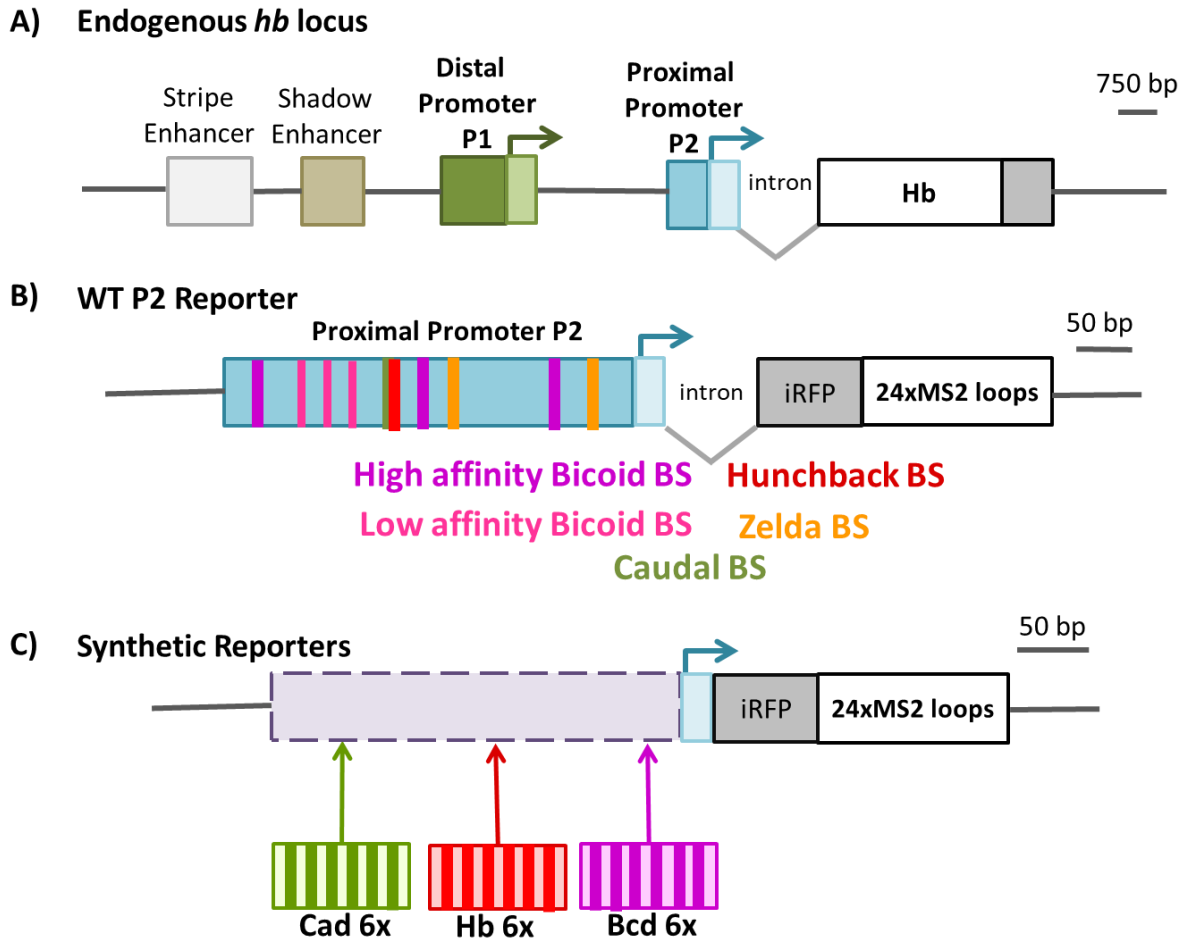 A) Endogenous hb locus
Stripe
Enhancer
Shadow
Enhancer
Distal
Promoter
P1
Proximal
Promoter
P2
750 bp
intron
Hb
B) WT P2 Reporter
Proximal Promoter P2
50 bp
intron
iRFP
24xMS2 loops
High affinity Bicoid BS
Hunchback BS
Low affinity Bicoid BS
Zelda BS
Caudal BS
C) Synthetic Reporters
50 bp
iRFP
24xMS2 loops
Cad 6x
Hb 6x
Bcd 6x